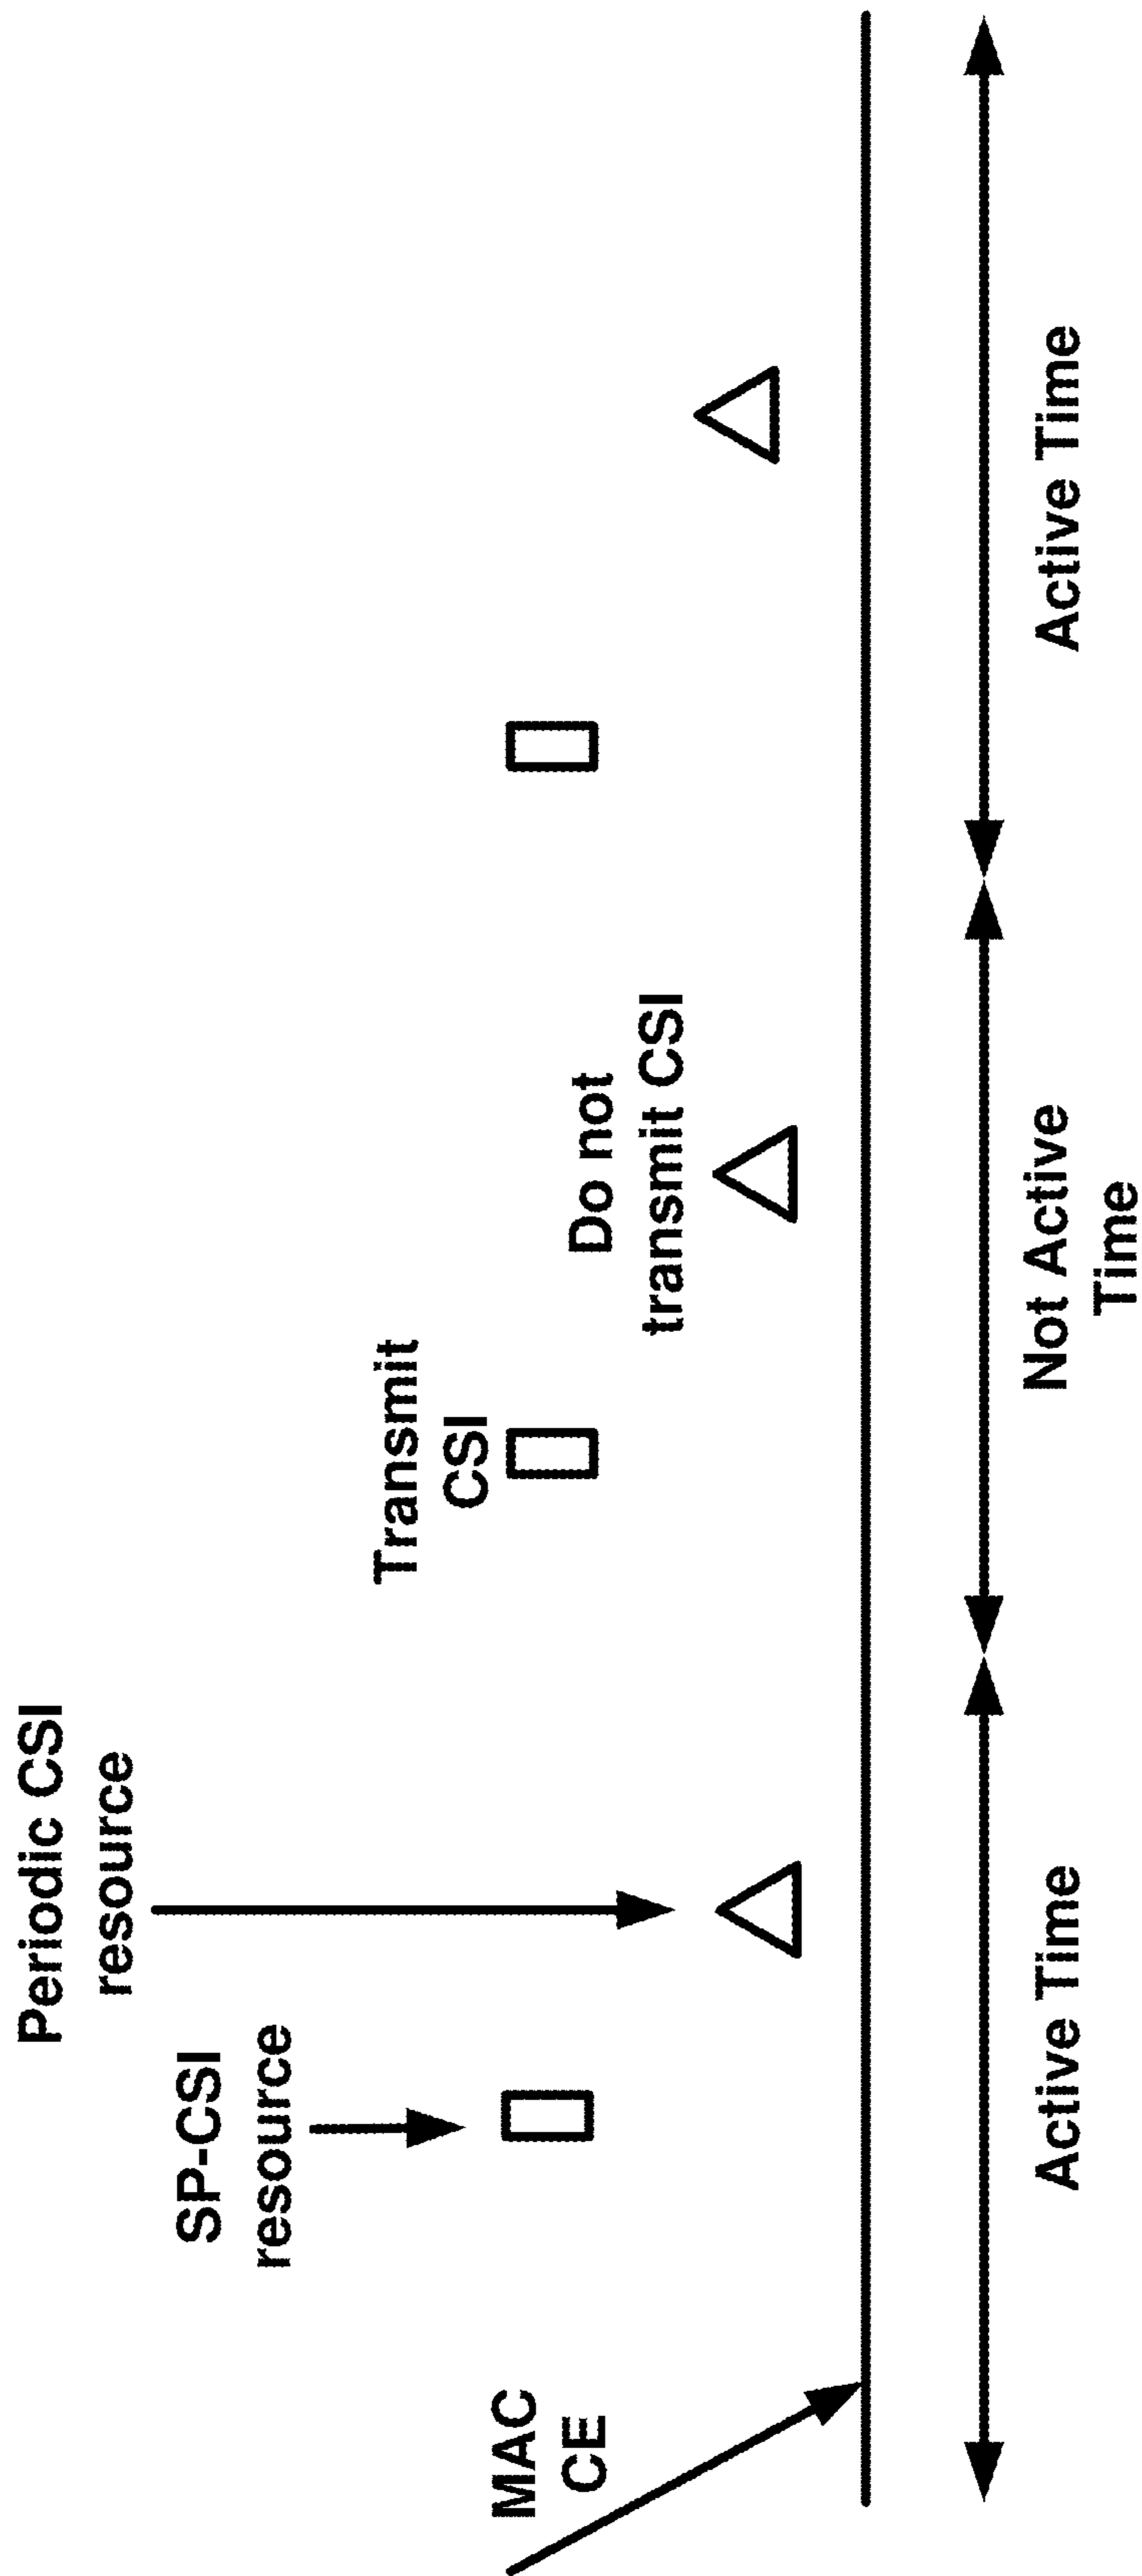 Periodic CSI
resource
SP-CSI
resource
MAC
CE
Transmit
CSI
Do not
transmit CSI
Active Time
Not Active
Time
Active Time